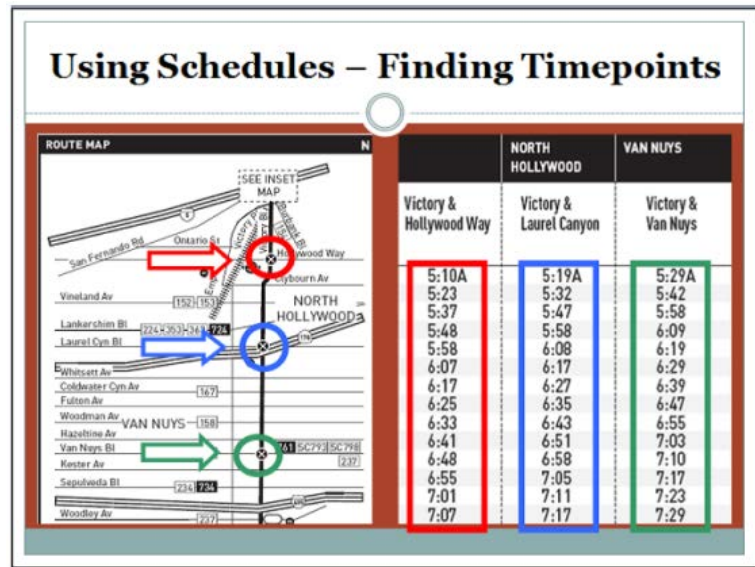 Using Schedules – Finding Timepoints
ROUTE MAP
N
SEE INSET
MAP
San Fernando Rd
Ontario St
Victory
Burbank Bl
Hollywood Way
Clybourn Av
Vineland Av
152-153
NORTH
HOLLYWOOD
Lankershim Bl
224-353-363-724
Laurel Cyn Bl
170
Whitsett Av
Coldwater Cyn Av
167
Fulton Av
Woodman Av
VAN NUYS
158
Hazeltine Av
Van Nuys Bl
761 SC793 SC798
237
Kester Av
Sepulveda Bl
234 734
Woodley Av
237
NORTH
HOLLYWOOD
VAN NUYS
Victory &
Hollywood Way
Victory &
Laurel Canyon
Victory &
Van Nuys
5:10A 5:19A 5:29A
5:23 5:32 5:42
5:37 5:47 5:58
5:48 5:58 6:09
5:58 6:08 6:19
6:07 6:17 6:29
6:17 6:27 6:39
6:25 6:35 6:47
6:33 6:43 6:55
6:41 6:51 7:03
6:48 6:58 7:10
6:55 7:05 7:17
7:01 7:11 7:23
7:07 7:17 7:29